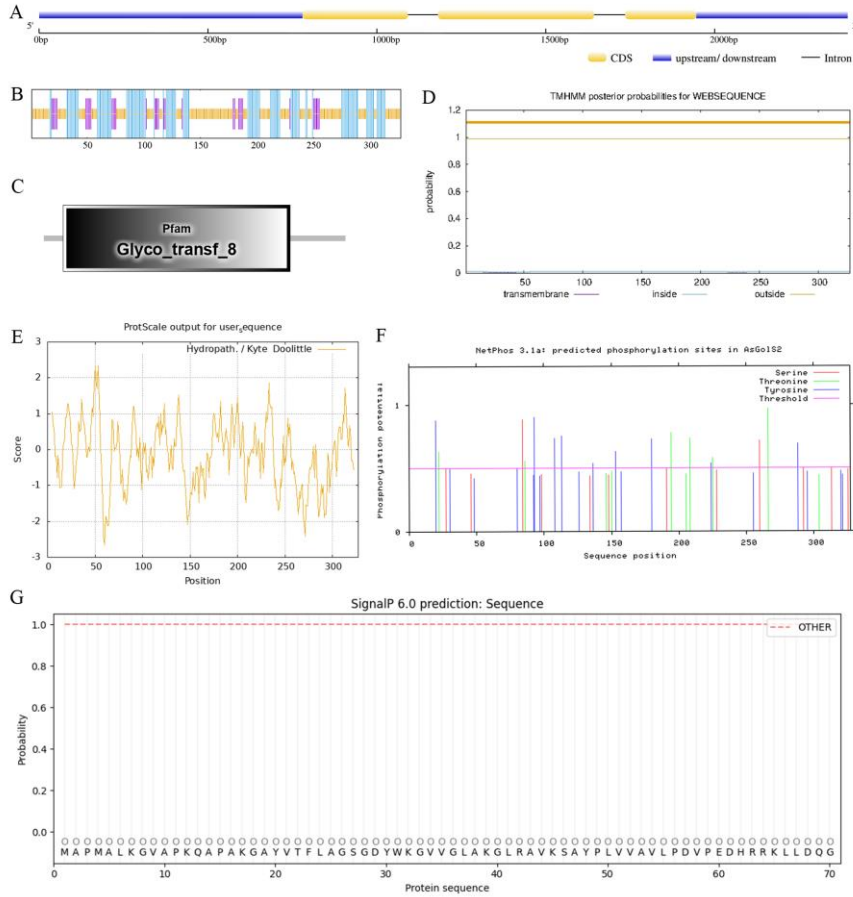 A
5'
0bp 500bp 1000bp 1500bp 2000bp
CDS upstream/ downstream Intron
B
50 100 150 200 250 300
C
Pfam
Glyco_transf_8
D
TMHMM posterior probabilities for WEBSEQUENCE
probability
1.2
1
0.8
0.6
0.4
0.2
0
50 100 150 200 250 300
transmembrane inside outside
E
ProtScale output for user_sequence
Hydropath. / Kyte Doolittle
Score
3
2
1
0
-1
-2
-3
50 100 150 200 250 300
Position
F
NetPhos 3.1a: predicted phosphorylation sites in AsGolS2
Serine
Threonine
Tyrosine
Threshold
Phosphorylation potential
1
0
0 50 100 150 200 250 300
Sequence position
G
SignalP 6.0 prediction: Sequence
OTHER
Probability
1.0
0.8
0.6
0.4
0.2
0.0
O O O O O O O O O O O O O O O O O O O O O O O O O O O O O O O O O O O O O O O O O O O O O O O O O O O O O O O O O O O O O O O O O O O O O O
M A P M A L K G V A P K Q A P A K G A Y V T F L A G S G D Y W K G V V G L A K G L R A V K S A Y P L V V A V L P D V P E D H R R K L L D Q G
0 10 20 30 40 50 60 70
Protein sequence